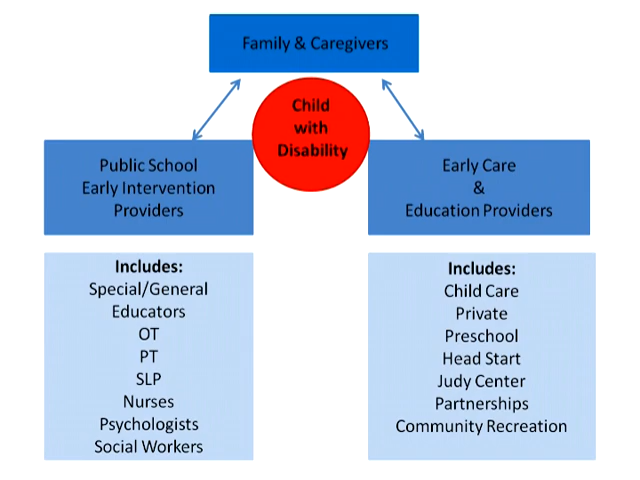 Family & Caregivers
Child
with
Disability
Public School
Early Intervention
Providers
Early Care
&
Education Providers
Includes:
Special/General
Educators
OT
PT
SLP
Nurses
Psychologists
Social Workers
Includes:
Child Care
Private
Preschool
Head Start
Judy Center
Partnerships
Community Recreation